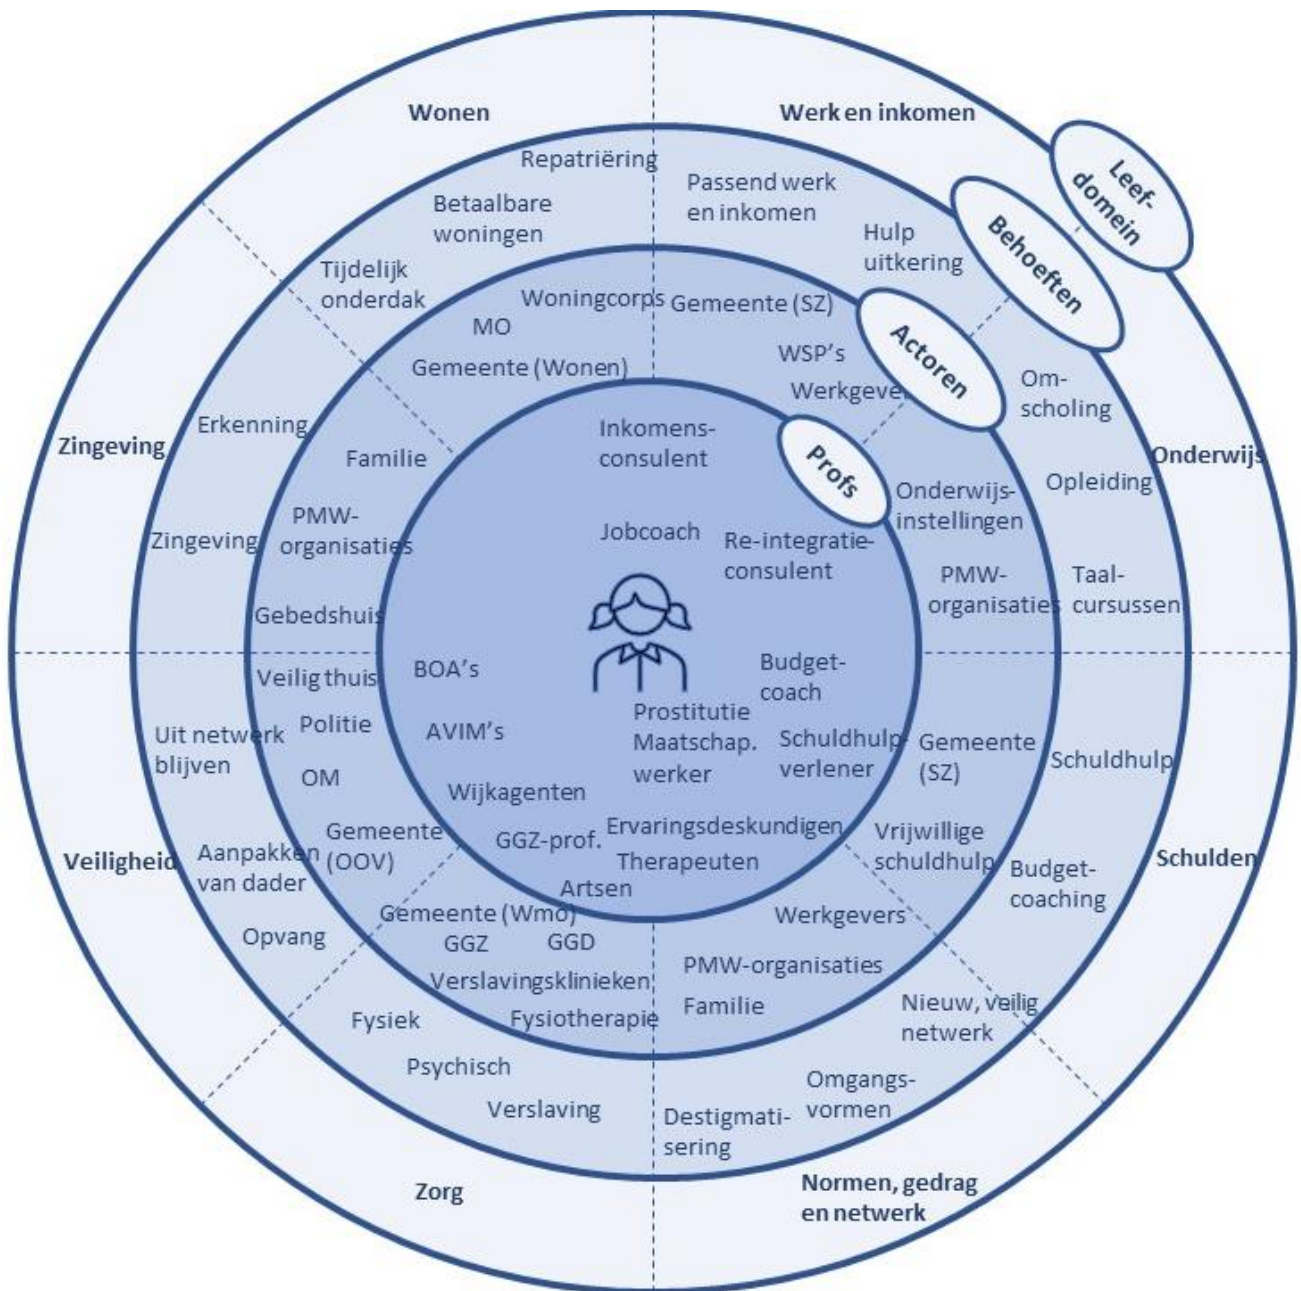 Wonen
Werk en inkomen
Leef-
domein
Repatriëring
Passend werk
en inkomen
Betaalbare
woningen
Hulp
uitkering
Behoeften
Tijdelijk
onderdak
Woningcorps
Gemeente (SZ)
MO
WSP's
Actoren
Gemeente (Wonen)
Werkgever
Om-
scholing
Erkenning
Zingeving
Familie
Inkomens-
consulent
Profs
Onderwijs
Opleiding
Onderwijs-
instellingen
Zingeving
PMW-
organisaties
Jobcoach
Re-integratie-
consulent
PMW-
organisaties
Taal-
cursussen
Gebedshuis
Veilig thuis
BOA's
Budget-
coach
Politie
Uit netwerk
blijven
AVIM's
Prostitutie
Maatschap.
werker
Schuldhulp-
verlener
Gemeente
(SZ)
Schuldhulp
OM
Wijkagenten
Gemeente
(OOV)
GGZ-prof.
Ervaringsdeskundigen
Therapeuten
Vrijwillige
schuldhulp
Veiligheid
Aanpakken
van dader
Schulden
Budget-
coaching
Artsen
Gemeente (Wmo)
Werkgevers
Opvang
GGZ
GGD
PMW-organisaties
Verslavingsklinieken
Familie
Nieuw, veilig
netwerk
Fysiek
Fysiotherapie
Psychisch
Omgangs-
vormen
Verslaving
Destigmati-
sering
Zorg
Normen, gedrag
en netwerk